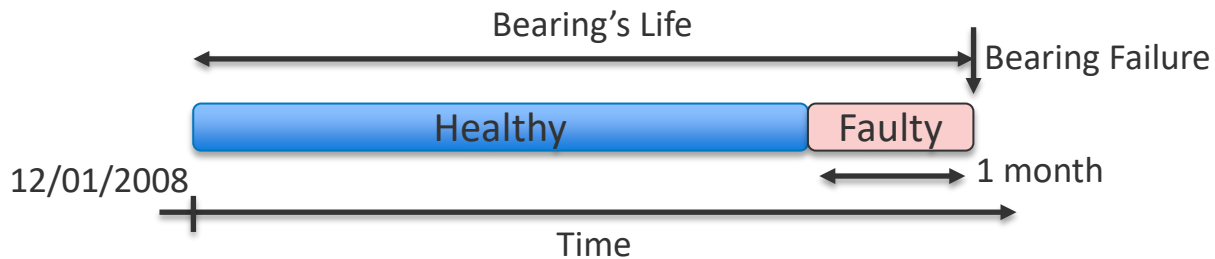 Bearing’s Life
Bearing Failure
Healthy
Faulty
12/01/2008
1 month
Time